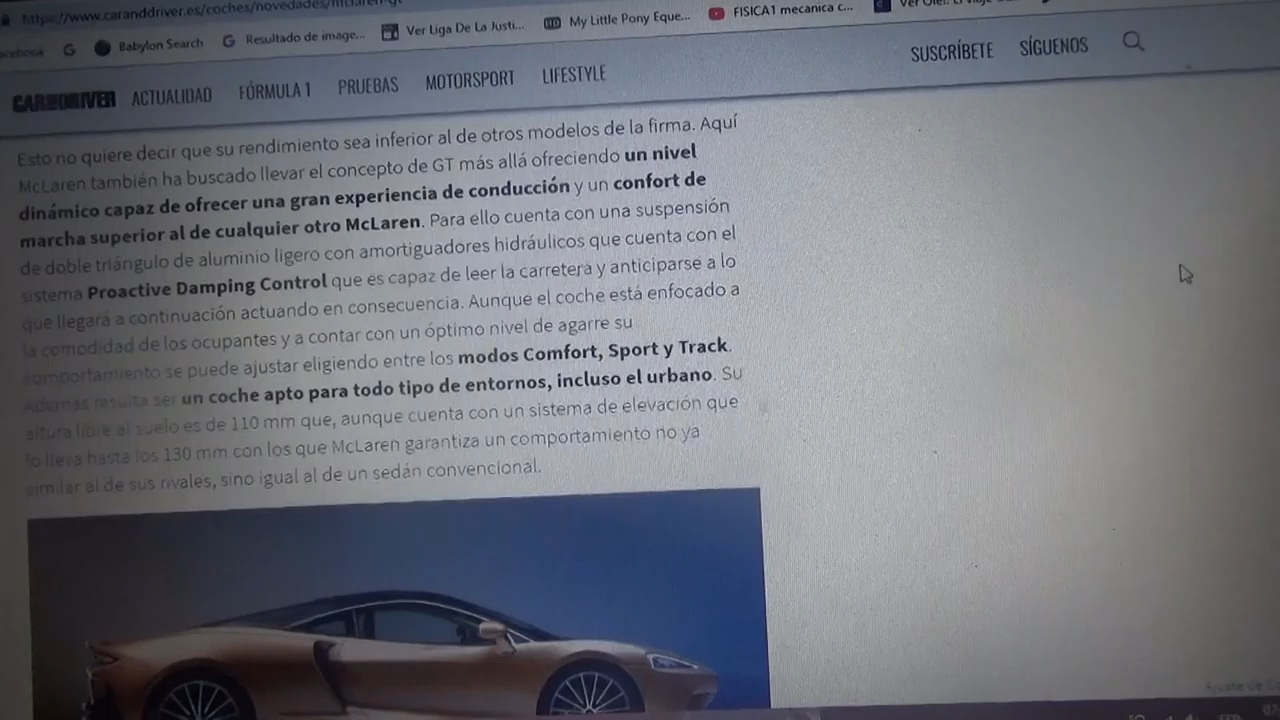 https://www.caranddriver.es/coches/novedades/mclaren-gt
acebook
Babylon Search
Resultado de image...
Ver Liga De La Justi...
My Little Pony Eque...
FISICA1 mecanica c...
CAR AND DRIVER
ACTUALIDAD
FÓRMULA 1
PRUEBAS
MOTORSPORT
LIFESTYLE
SUSCRÍBETE
SÍGUENOS
Esto no quiere decir que su rendimiento sea inferior al de otros modelos de la firma. Aquí
McLaren también ha buscado llevar el concepto de GT más allá ofreciendo un nivel
dinámico capaz de ofrecer una gran experiencia de conducción y un confort de
marcha superior al de cualquier otro McLaren. Para ello cuenta con una suspensión
de doble triángulo de aluminio ligero con amortiguadores hidráulicos que cuenta con el
sistema Proactive Damping Control que es capaz de leer la carretera y anticiparse a lo
que llegará a continuación actuando en consecuencia. Aunque el coche está enfocado a
la comodidad de los ocupantes y a contar con un óptimo nivel de agarre su
comportamiento se puede ajustar eligiendo entre los modos Comfort, Sport y Track.
Además resulta ser un coche apto para todo tipo de entornos, incluso el urbano. Su
altura libre al suelo es de 110 mm que, aunque cuenta con un sistema de elevación que
lo lleva hasta los 130 mm con los que McLaren garantiza un comportamiento no ya
similar al de sus rivales, sino igual al de un sedán convencional.